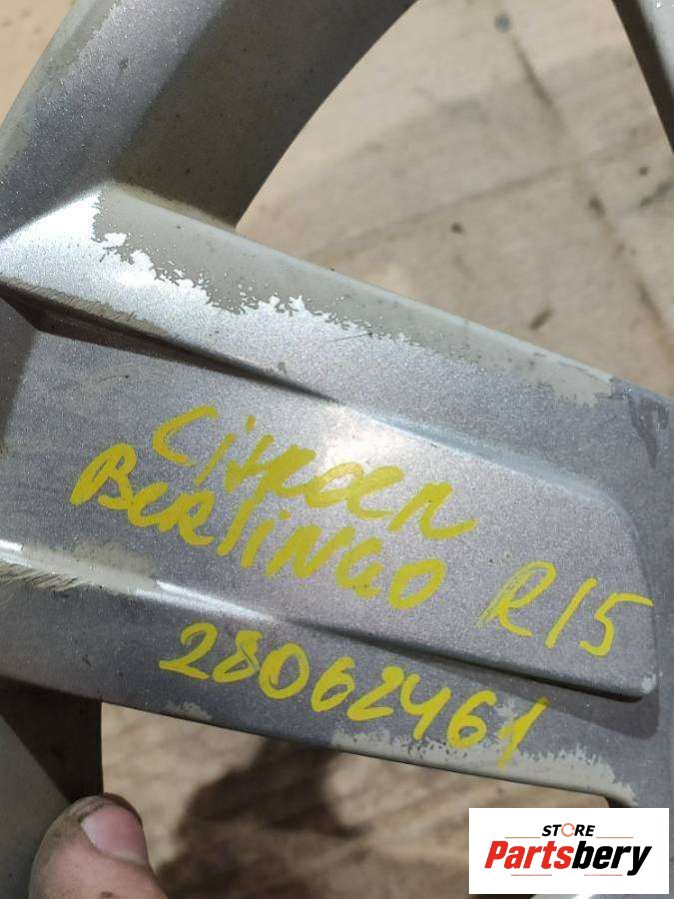 Citroen
Berlingo R15
28062461
STORE
Partsbery